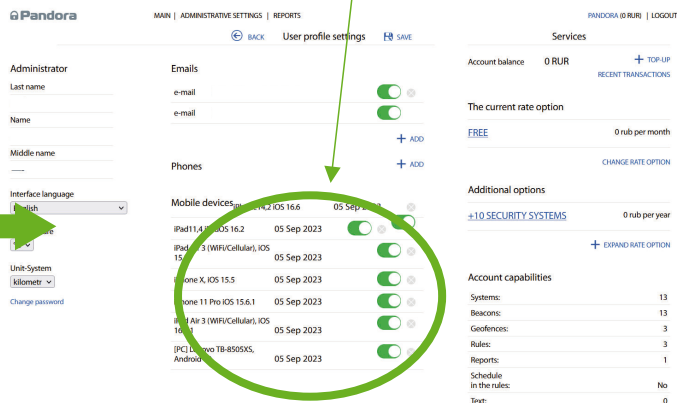 Pandora
MAIN | ADMINISTRATIVE SETTINGS | REPORTS
PANDORA (0 RUR) | LOGOUT
BACK User profile settings SAVE
Administrator
Last name
Name
Middle name
Interface language
Unit-System
kilometr
Change password
Emails
e-mail
e-mail
+ ADD
Phones
+ ADD
Mobile devices
iOS 16.6 05 Sep
iPad11,4 16.2 05 Sep 2023
3 (WiFi/Cellular), iOS
05 Sep 2023
X, iOS 15.5 05 Sep 2023
11 Pro iOS 15.6.1 05 Sep 2023
Air 3 (WiFi/Cellular), iOS
05 Sep 2023
[PC] TB-8505XS,
Android 05 Sep 2023
Services
Account balance 0 RUR + TOP-UP
RECENT TRANSACTIONS
The current rate option
FREE 0 rub per month
CHANGE RATE OPTION
Additional options
+10 SECURITY SYSTEMS 0 rub per year
+ EXPAND RATE OPTION
Account capabilities
Systems: 13
Beacons: 13
Geofences: 3
Rules: 3
Reports: 1
Schedule
in the rules: No
Text: 0